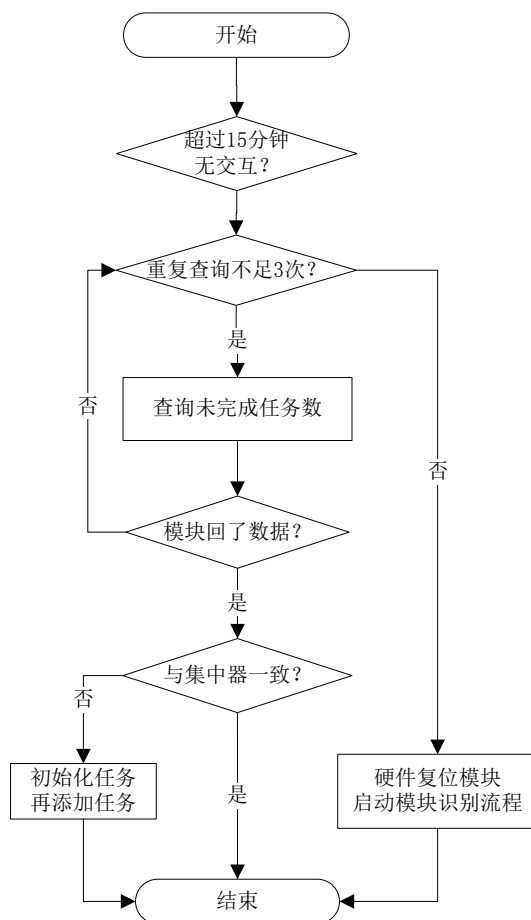 开始
超过15分钟
无交互？
重复查询不足3次？
是
查询未完成任务数
否
否
模块回了数据？
是
与集中器一致？
否
初始化任务
再添加任务
是
硬件复位模块
启动模块识别流程
结束